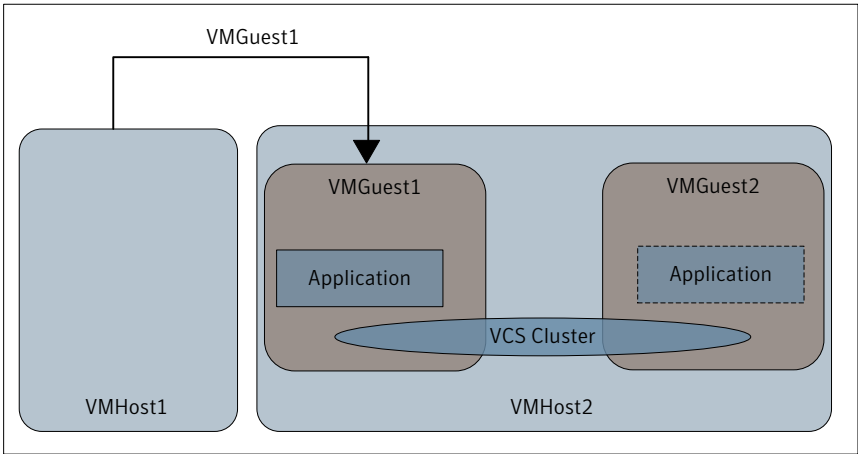 VMGuest1
VMGuest1
VMGuest2
Application
Application
VCS Cluster
VMHost1
VMHost2